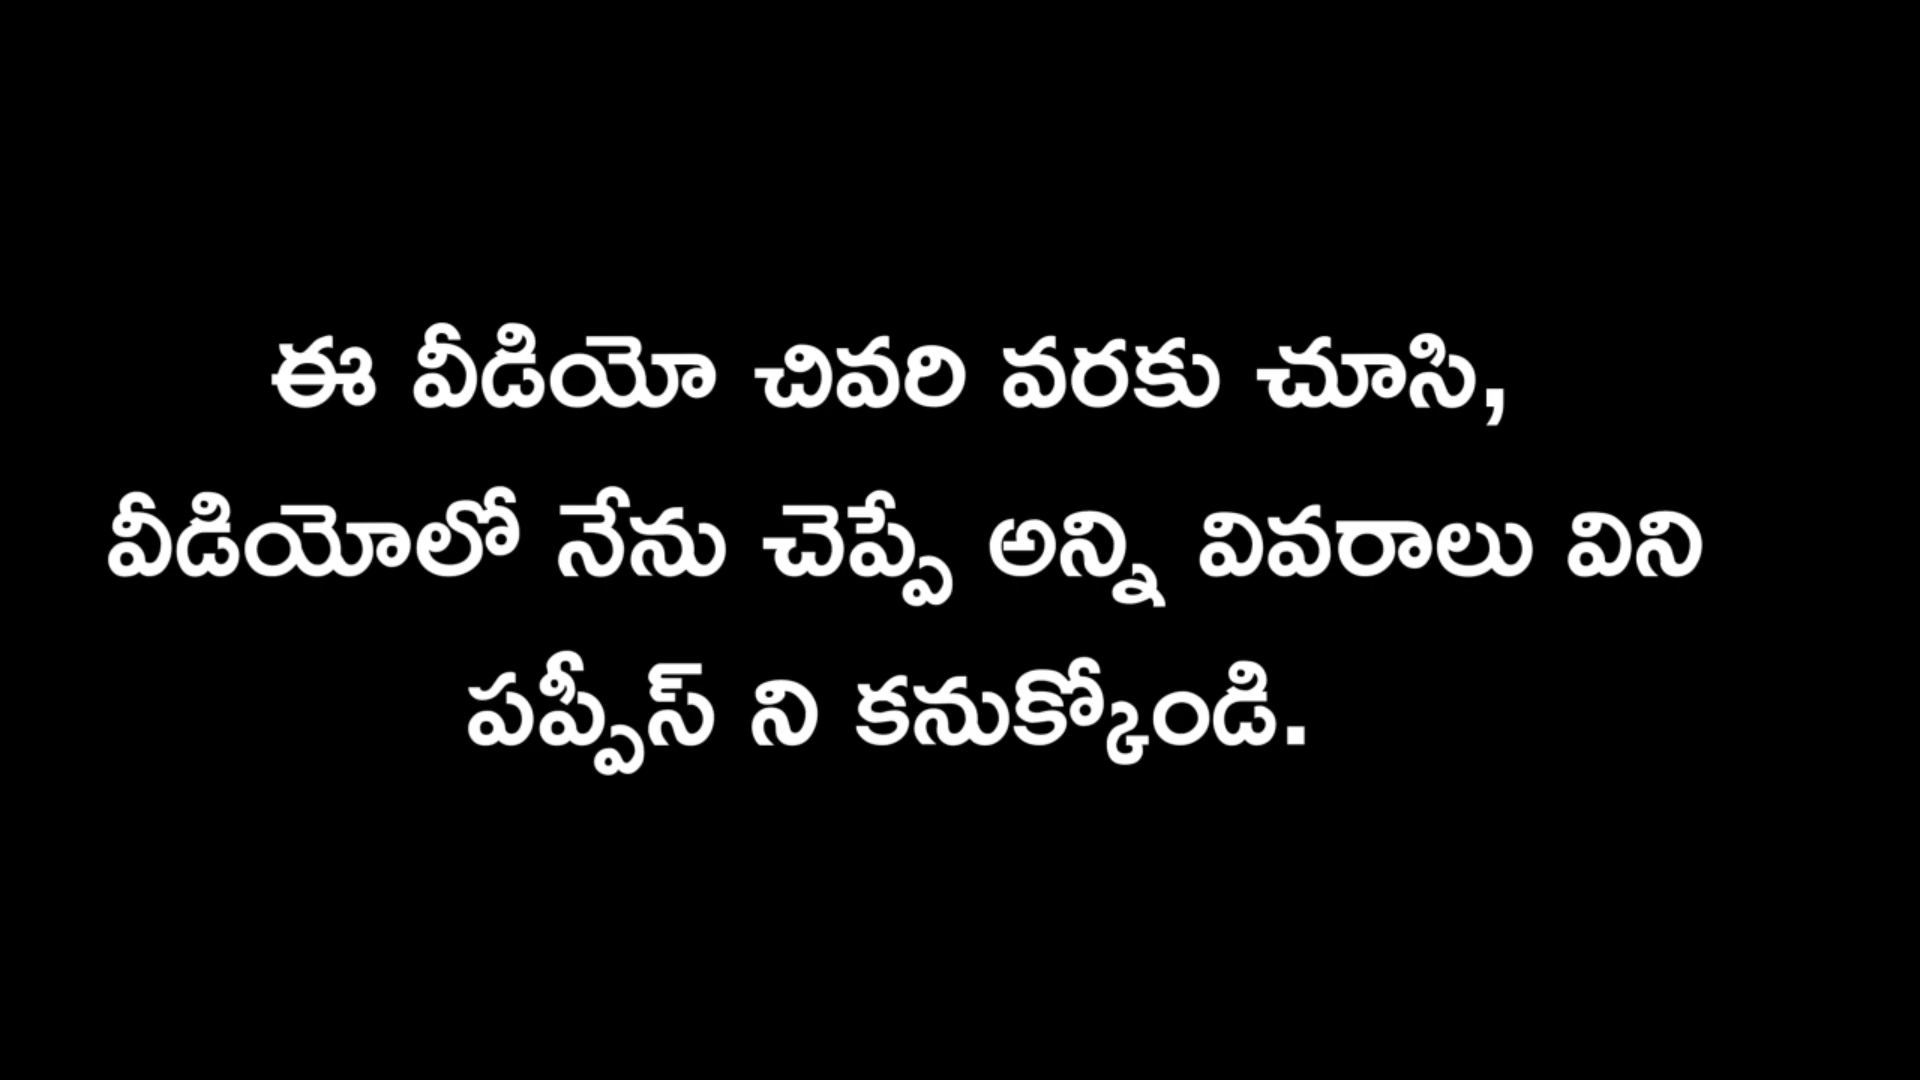 ఈ వీడియో చివరి వరకు చూసి,
వీడియోలో నేను చెప్పే అన్ని వివరాలు విని
పప్పీస్ ని కనుక్కోండి.